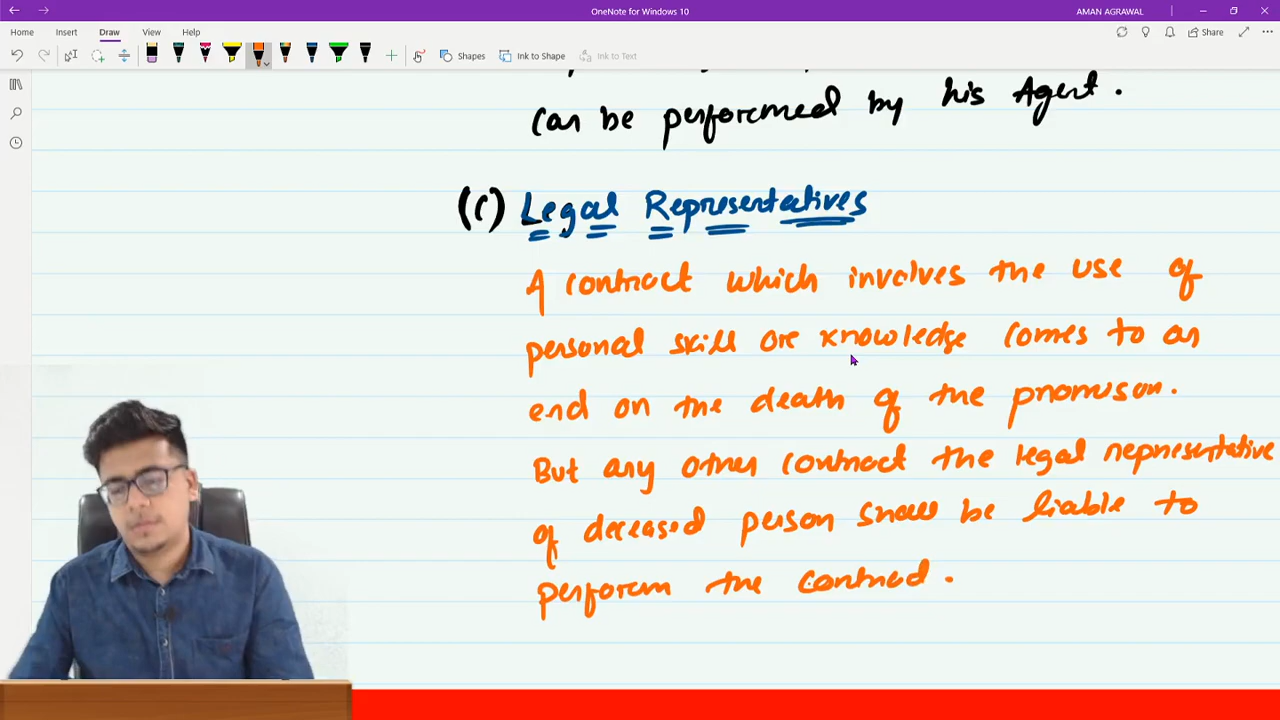 OneNote for Windows 10
AMAN AGRAWAL
Home Insert Draw View Help
Share
Shapes Ink to Shape Ink to Text
can be performed by his Agent.
(C) Legal Representatives
A contract which involves the use of
personal skill or knowledge comes to an
end on the death of the promisor.
But any other contract the legal representative
of deceased person shall be liable to
perform the contract.